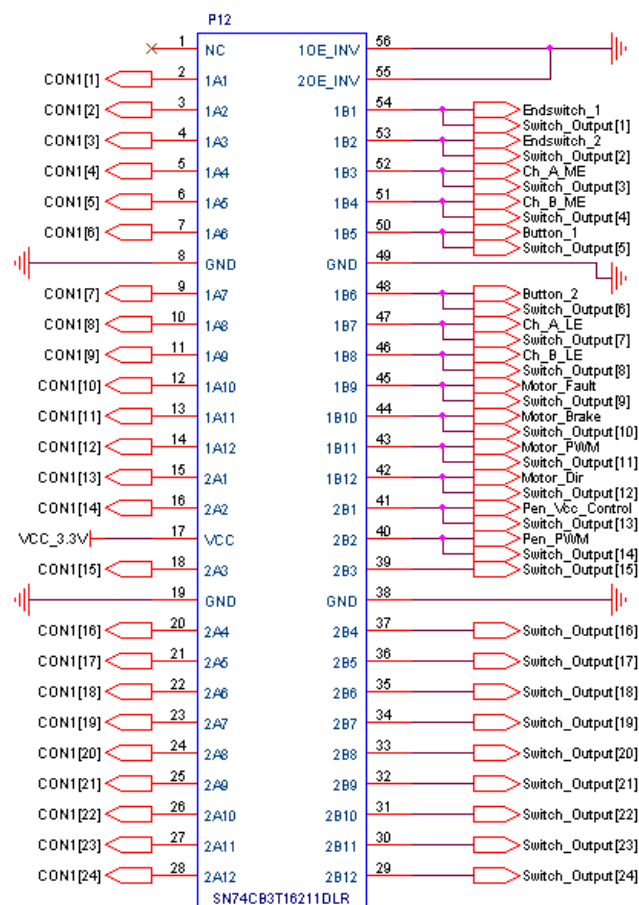 P12
1 NC 1OE_INV 56
CON1[1] 2 1A1 2OE_INV 55
CON1[2] 3 1A2 1B1 54 Endswitch_1
Switch_Output[1]
CON1[3] 4 1A3 1B2 53 Endswitch_2
Switch_Output[2]
CON1[4] 5 1A4 1B3 52 Ch_A_ME
Switch_Output[3]
CON1[5] 6 1A5 1B4 51 Ch_B_ME
Switch_Output[4]
CON1[6] 7 1A6 1B5 50 Button_1
Switch_Output[5]
8 GND GND 49
CON1[7] 9 1A7 1B6 48 Button_2
Switch_Output[6]
CON1[8] 10 1A8 1B7 47 Ch_A_LE
Switch_Output[7]
CON1[9] 11 1A9 1B8 46 Ch_B_LE
Switch_Output[8]
CON1[10] 12 1A10 1B9 45 Motor_Fault
Switch_Output[9]
CON1[11] 13 1A11 1B10 44 Motor_Brake
Switch_Output[10]
CON1[12] 14 1A12 1B11 43 Motor_PWM
Switch_Output[11]
CON1[13] 15 2A1 1B12 42 Motor_Dir
Switch_Output[12]
CON1[14] 16 2A2 2B1 41 Pen_Vcc_Control
Switch_Output[13]
VCC_3.3V 17 VCC 2B2 40 Pen_PWM
Switch_Output[14]
CON1[15] 18 2A3 2B3 39 Switch_Output[15]
19 GND GND 38
CON1[16] 20 2A4 2B4 37 Switch_Output[16]
CON1[17] 21 2A5 2B5 36 Switch_Output[17]
CON1[18] 22 2A6 2B6 35 Switch_Output[18]
CON1[19] 23 2A7 2B7 34 Switch_Output[19]
CON1[20] 24 2A8 2B8 33 Switch_Output[20]
CON1[21] 25 2A9 2B9 32 Switch_Output[21]
CON1[22] 26 2A10 2B10 31 Switch_Output[22]
CON1[23] 27 2A11 2B11 30 Switch_Output[23]
CON1[24] 28 2A12 2B12 29 Switch_Output[24]
SN74CB3T16211DLR